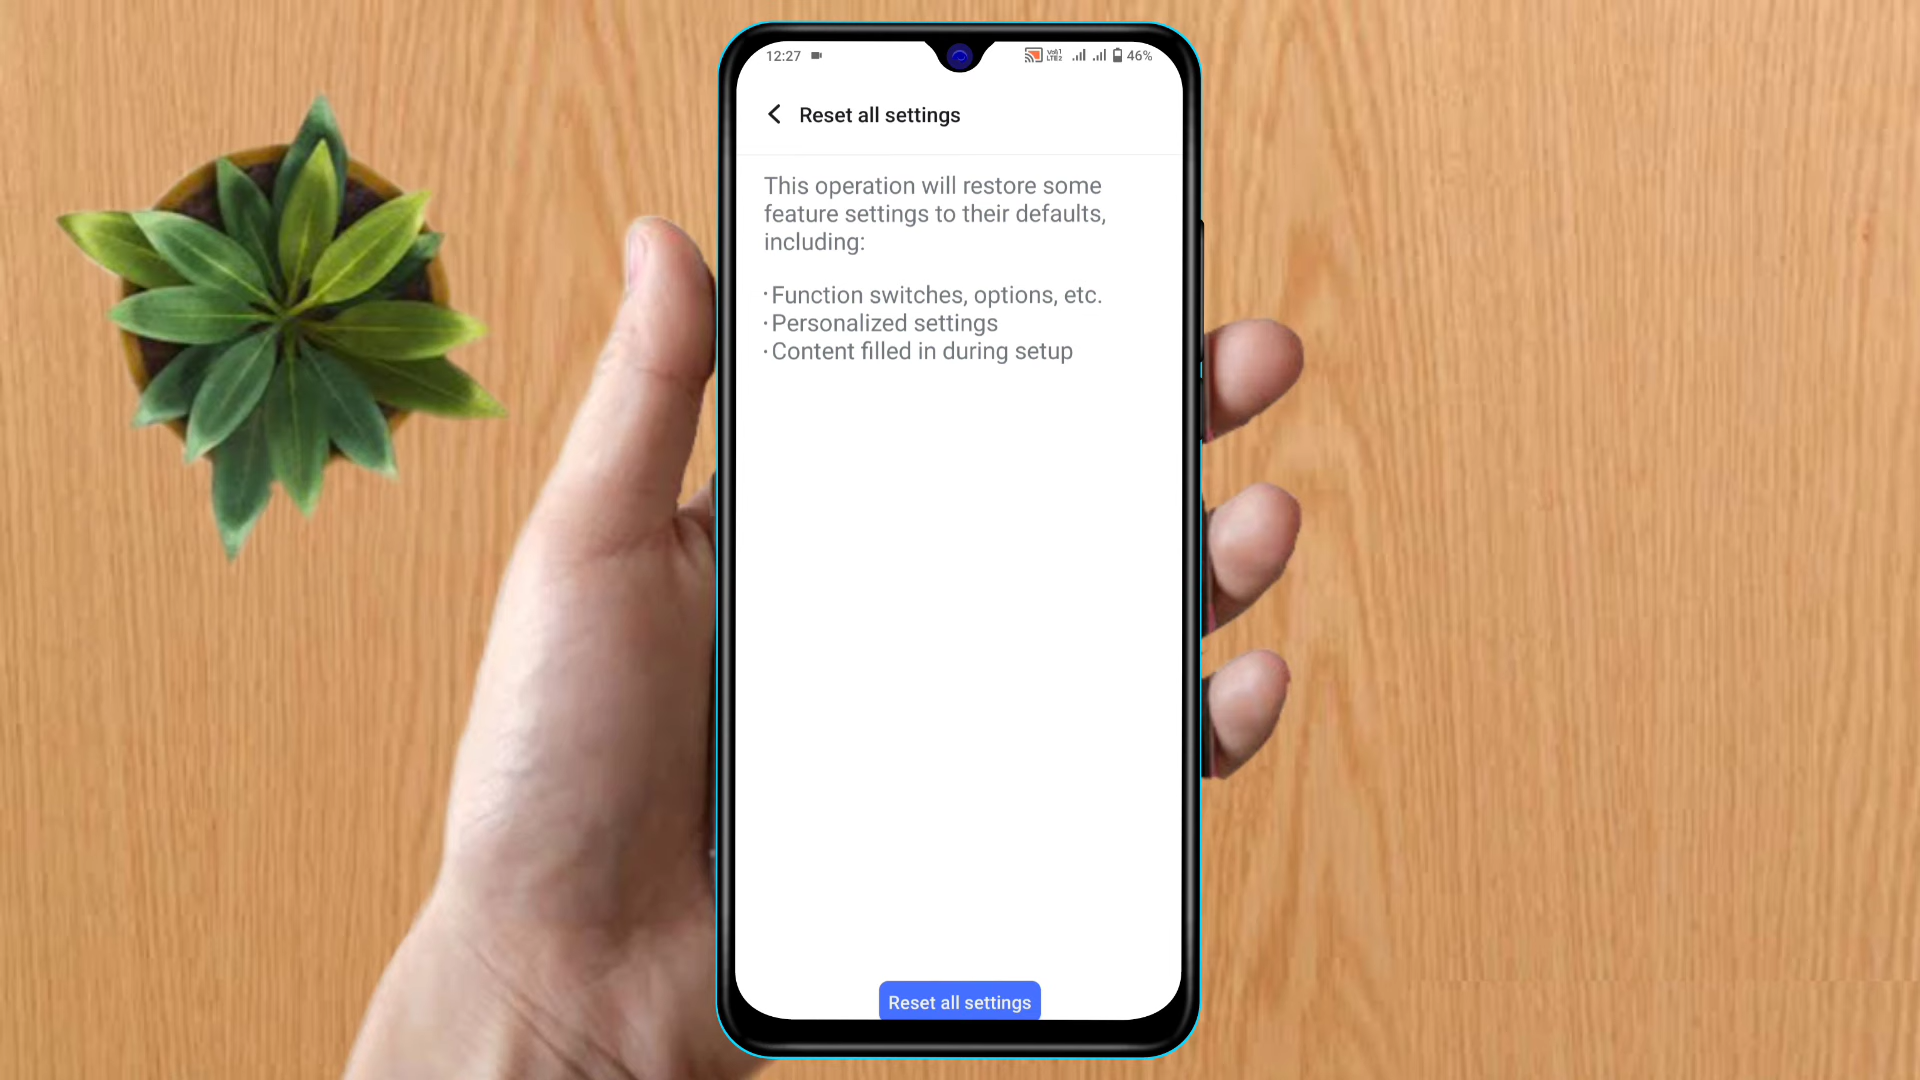 12:27
46%
Reset all settings
This operation will restore some
feature settings to their defaults,
including:
·Function switches, options, etc.
·Personalized settings
·Content filled in during setup
Reset all settings